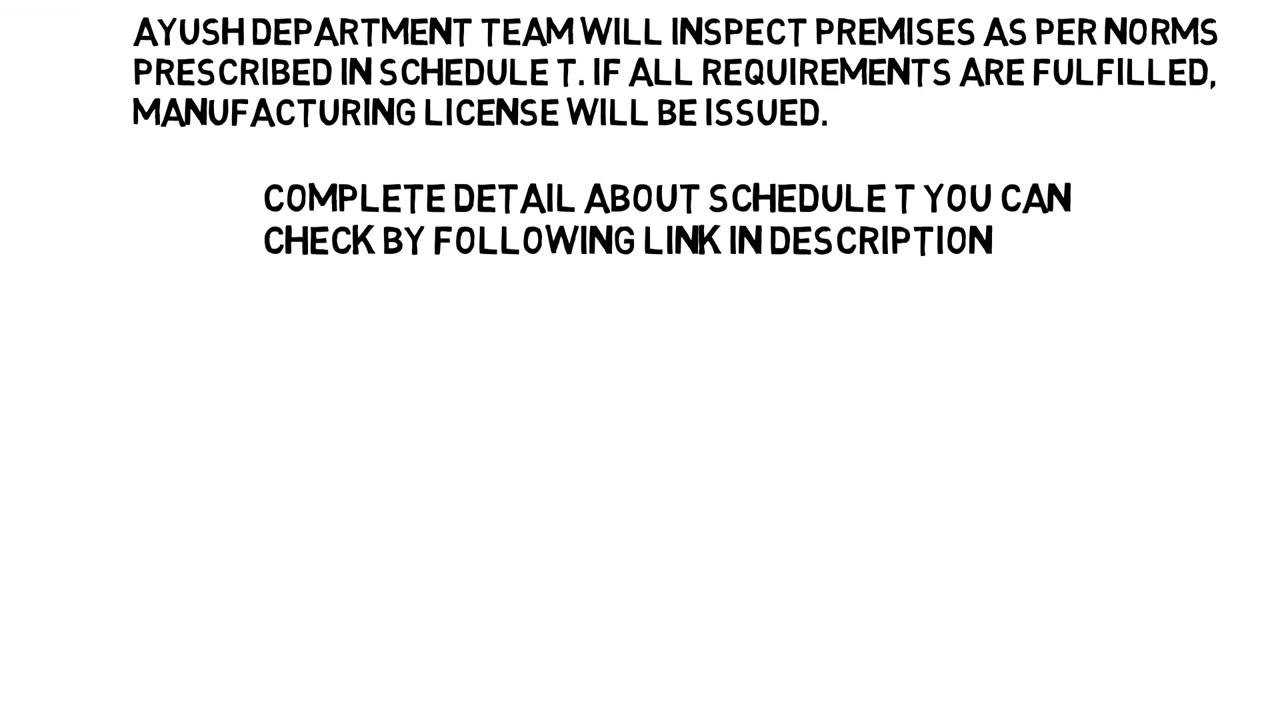 AYUSH DEPARTMENT TEAM WILL INSPECT PREMISES AS PER NORMS
PRESCRIBED IN SCHEDULE T. IF ALL REQUIREMENTS ARE FULFILLED,
MANUFACTURING LICENSE WILL BE ISSUED.
COMPLETE DETAIL ABOUT SCHEDULE T YOU CAN
CHECK BY FOLLOWING LINK IN DESCRIPTION